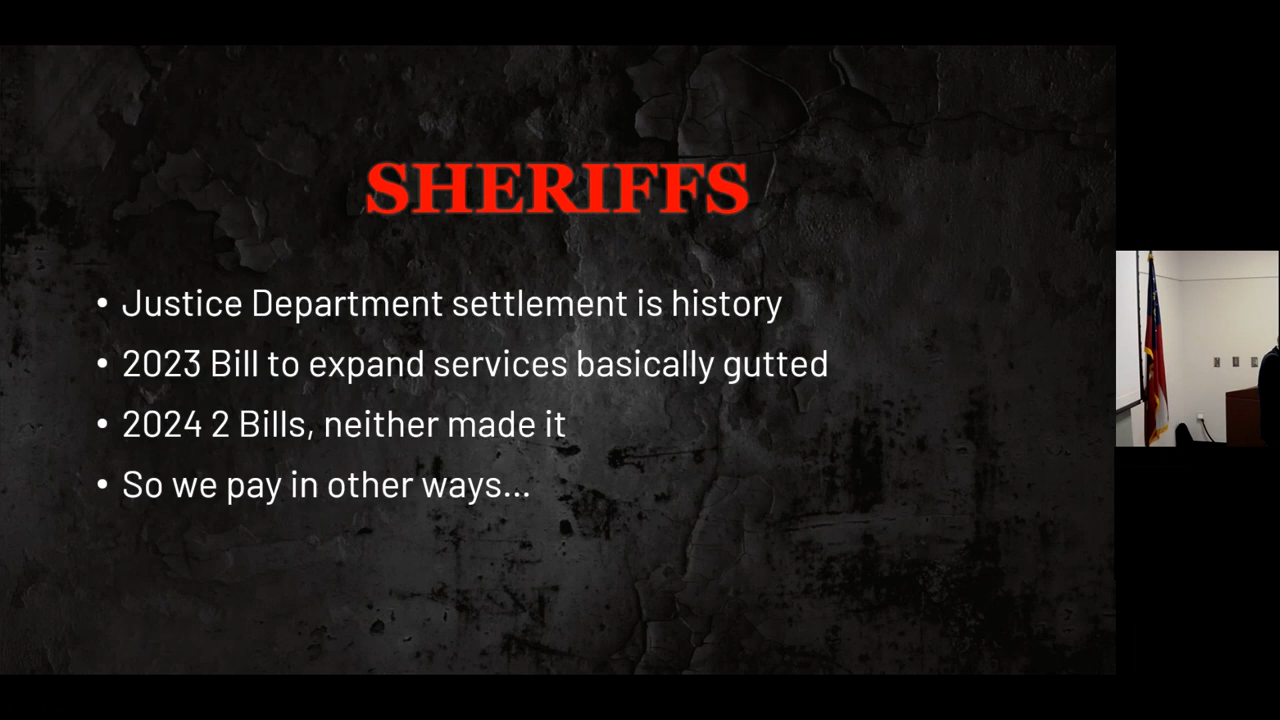 SHERIFFS
• Justice Department settlement is history
• 2023 Bill to expand services basically gutted
• 2024 2 Bills, neither made it
• So we pay in other ways...